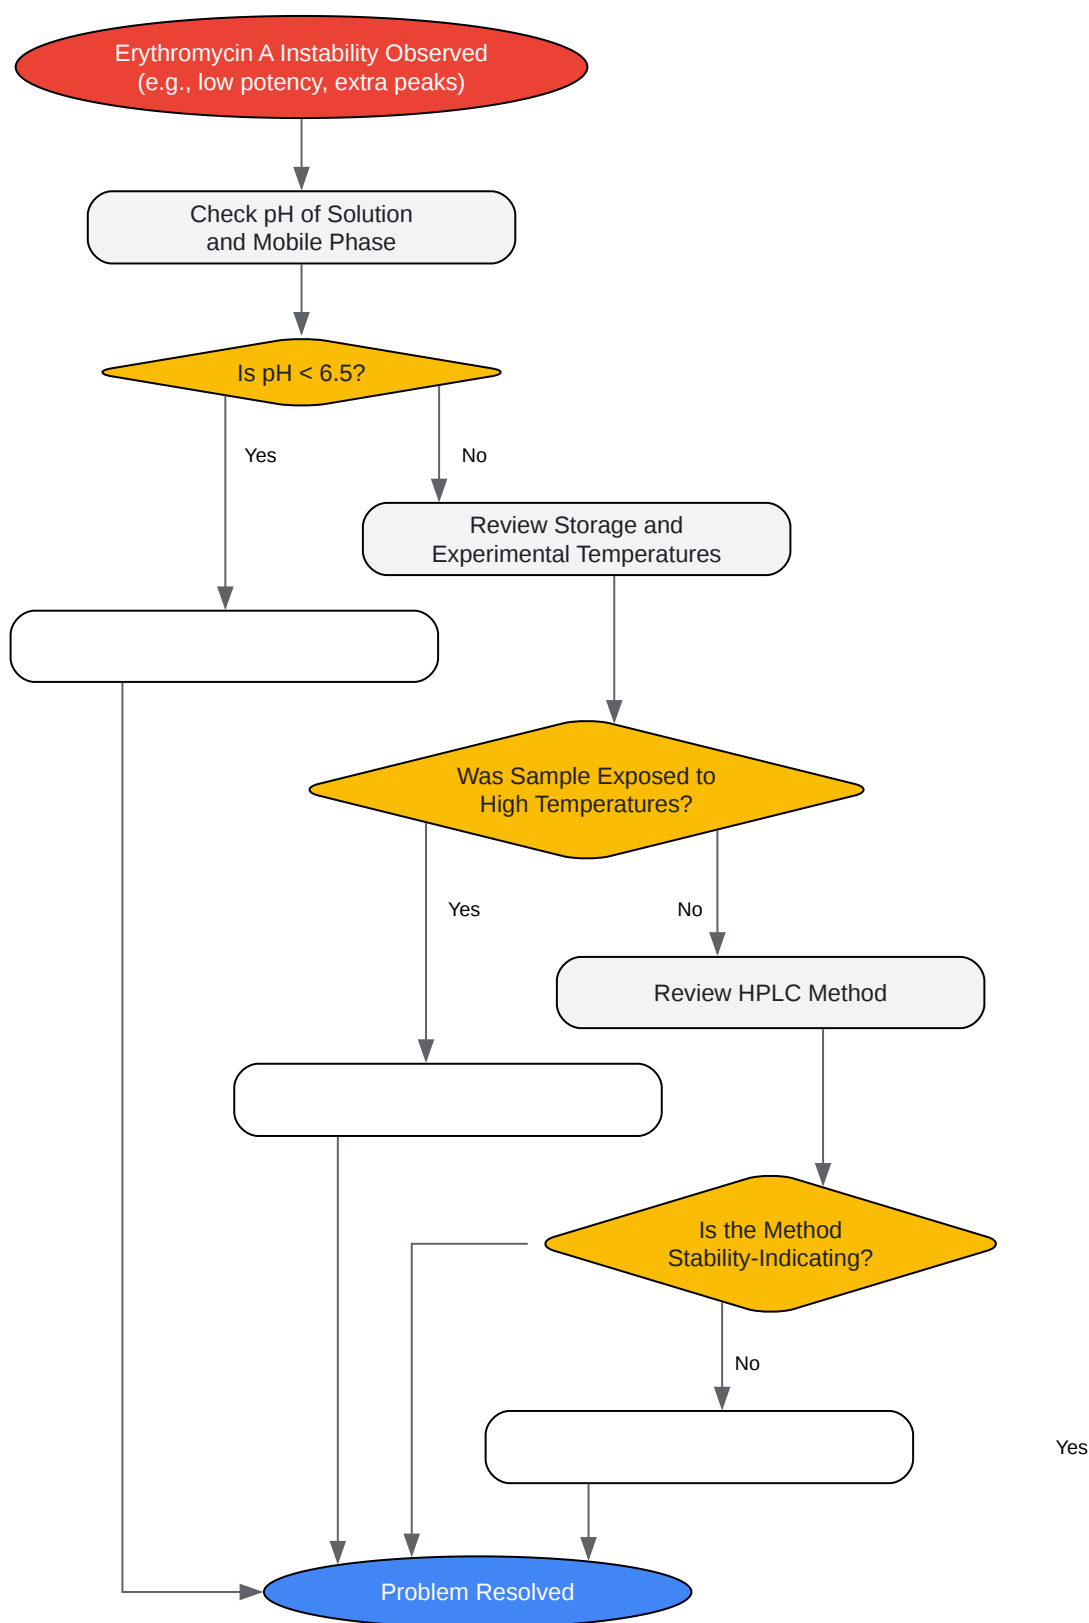 Erythromycin A Instability Observed
(e.g., low potency, extra peaks)
Check pH of Solution
and Mobile Phase
Is pH < 6.5?
Yes
No
Review Storage and
Experimental Temperatures
Was Sample Exposed to
High Temperatures?
Yes
No
Review HPLC Method
Is the Method
Stability-Indicating?
No
Yes
Problem Resolved